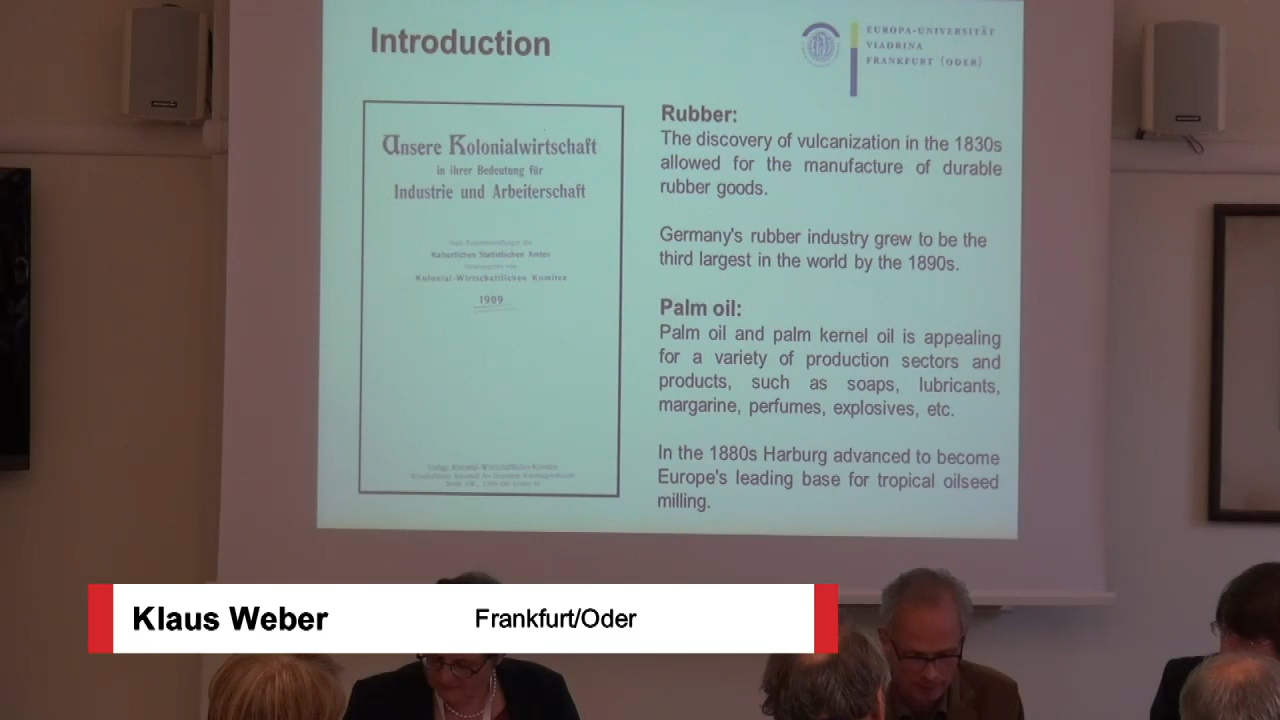 Introduction
EUROPA-UNIVERSITÄT
VIADRINA
FRANKFURT (ODER)
Unsere Kolonialwirtschaft
in ihrer Bedeutung für
Industrie und Arbeiterschaft
Kaiserlichen Statistischen Amtes
Kolonial-Wirtschaftlichen Komitee
1909
Verlag, Kolonial-Wirtschaftliches Komitee
Rubber:
The discovery of vulcanization in the 1830s
allowed for the manufacture of durable
rubber goods.
Germany's rubber industry grew to be the
third largest in the world by the 1890s.
Palm oil:
Palm oil and palm kernel oil is appealing
for a variety of production sectors and
products, such as soaps, lubricants,
margarine, perfumes, explosives, etc.
In the 1880s Harburg advanced to become
Europe's leading base for tropical oilseed
milling.
Klaus Weber Frankfurt/Oder